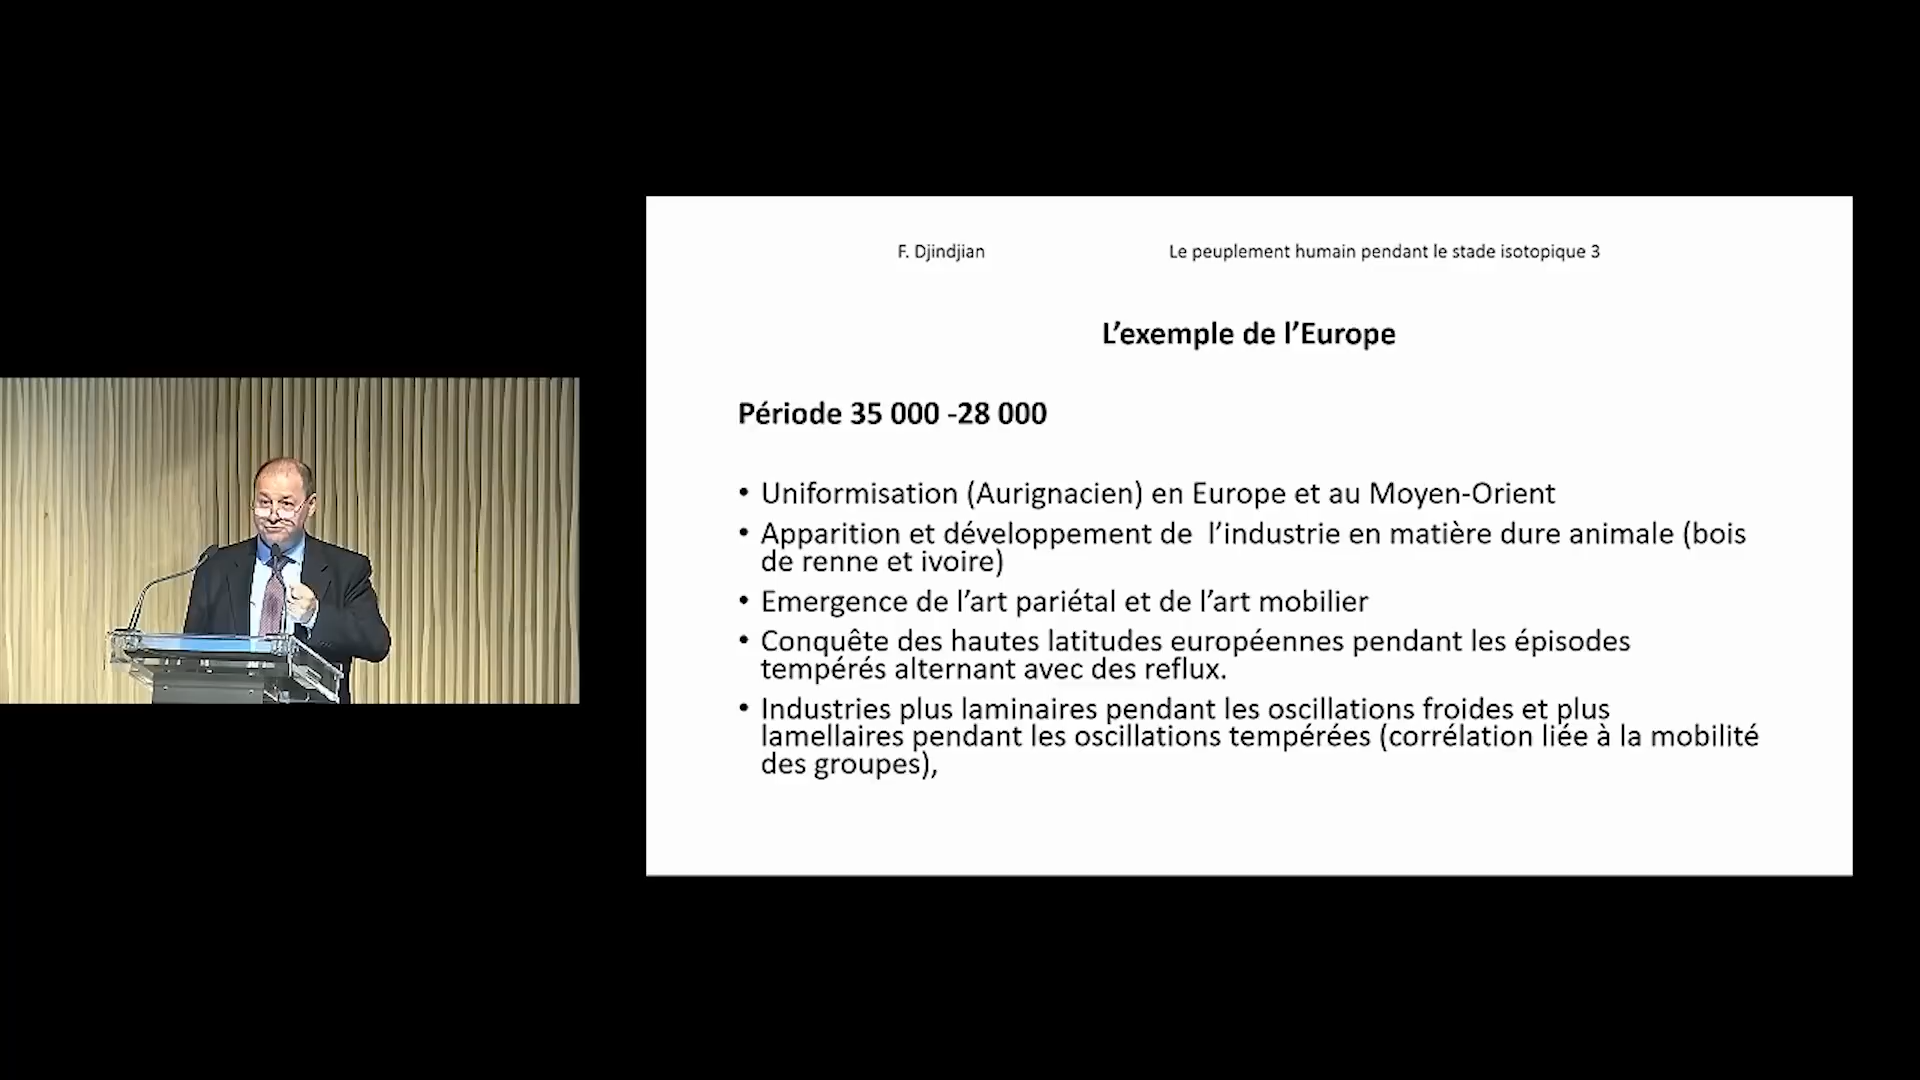 F. Djindjian
Le peuplement humain pendant le stade isotopique 3
L’exemple de l’Europe
Période 35 000 -28 000
• Uniformisation (Aurignacien) en Europe et au Moyen-Orient
• Apparition et développement de l’industrie en matière dure animale (bois
de renne et ivoire)
• Emergence de l’art pariétal et de l’art mobilier
• Conquête des hautes latitudes européennes pendant les épisodes
tempérés alternant avec des reflux.
• Industries plus laminaires pendant les oscillations froides et plus
lamellaires pendant les oscillations tempérées (corrélation liée à la mobilité
des groupes),